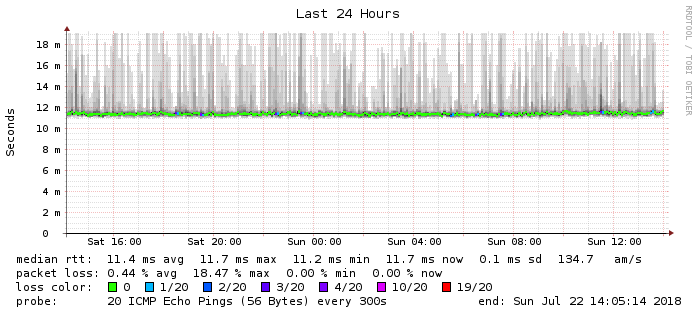 Last 24 Hours
RRDTOOL / TOBI OETIKER
Seconds
18 m
16 m
14 m
12 m
10 m
8 m
6 m
4 m
2 m
0
Sat 16:00 Sat 20:00 Sun 00:00 Sun 04:00 Sun 08:00 Sun 12:00
median rtt: 11.4 ms avg 11.7 ms max 11.2 ms min 11.7 ms now 0.1 ms sd 134.7 am/s
packet loss: 0.44 % avg 18.47 % max 0.00 % min 0.00 % now
loss color: 0 1/20 2/20 3/20 4/20 10/20 19/20
probe: 20 ICMP Echo Pings (56 Bytes) every 300s end: Sun Jul 22 14:05:14 2018